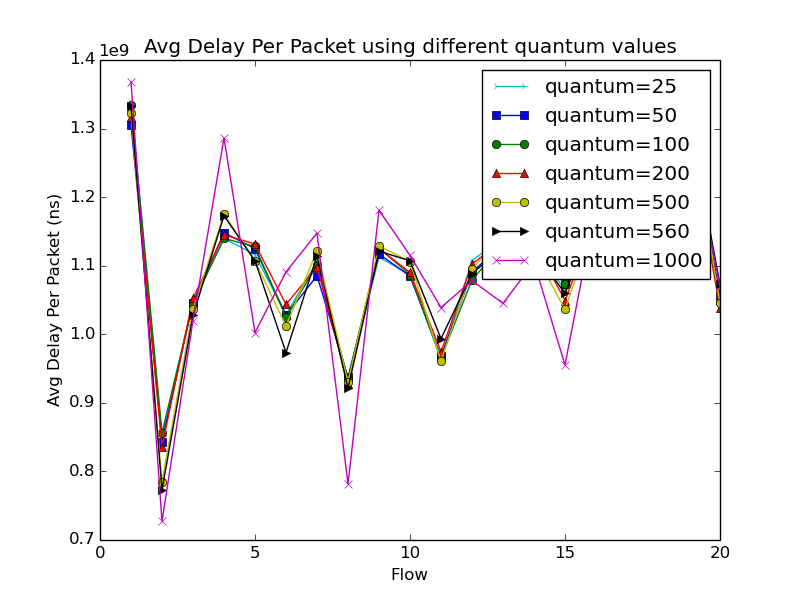 Avg Delay Per Packet using different quantum values
1e9
1.4
1.3
1.2
1.1
1.0
0.9
0.8
0.7
Avg Delay Per Packet (ns)
quantum=25
quantum=50
quantum=100
quantum=200
quantum=500
quantum=560
quantum=1000
0 5 10 15 20
Flow